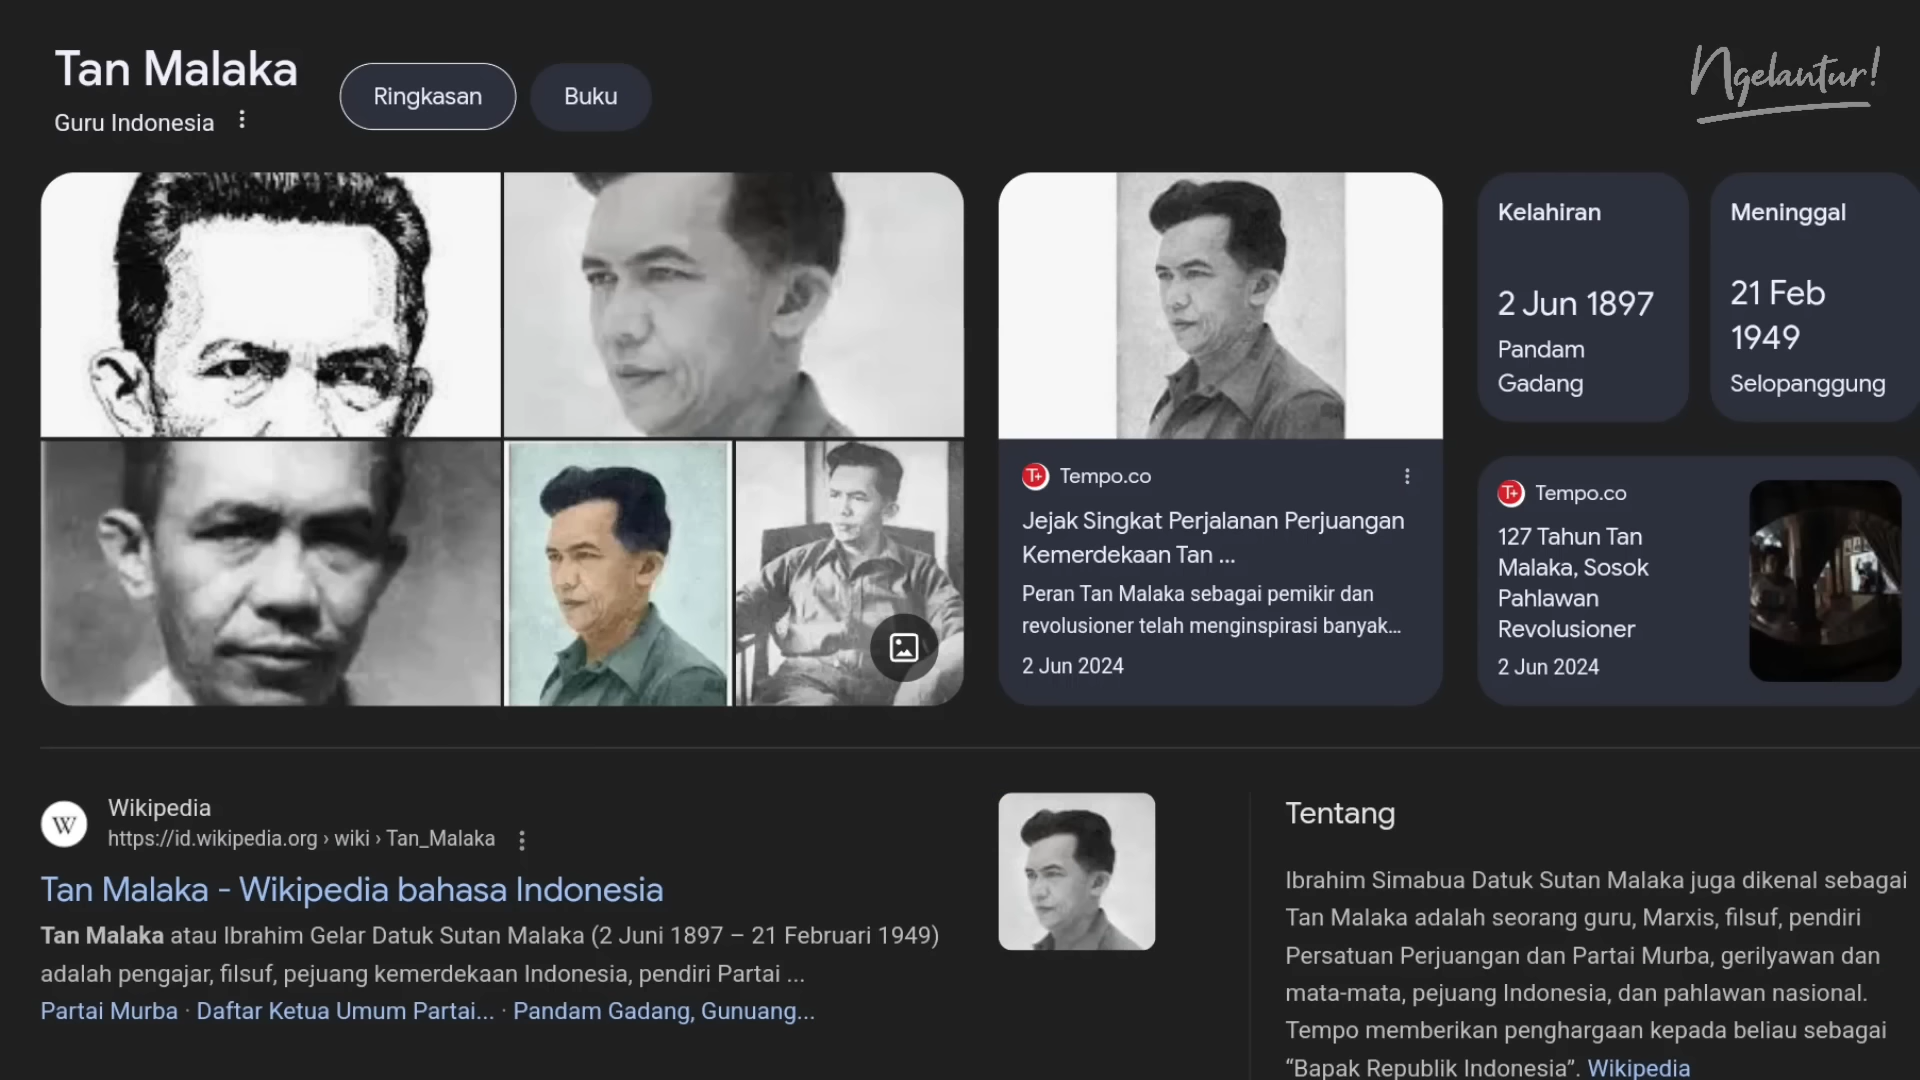 Tan Malaka
Guru Indonesia
Ringkasan
Buku
Ngelantur!
Kelahiran
2 Jun 1897
Pandam
Gadang
Meninggal
21 Feb
1949
Selopanggung
Tempo.co
Jejak Singkat Perjalanan Perjuangan
Kemerdekaan Tan ...
Peran Tan Malaka sebagai pemikir dan
revolusioner telah menginspirasi banyak...
2 Jun 2024
Tempo.co
127 Tahun Tan
Malaka, Sosok
Pahlawan
Revolusioner
2 Jun 2024
W
Wikipedia
https://id.wikipedia.org › wiki › Tan_Malaka
Tan Malaka - Wikipedia bahasa Indonesia
Tan Malaka atau Ibrahim Gelar Datuk Sutan Malaka (2 Juni 1897 – 21 Februari 1949)
adalah pengajar, filsuf, pejuang kemerdekaan Indonesia, pendiri Partai ...
Partai Murba · Daftar Ketua Umum Partai... · Pandam Gadang, Gunuang...
Tentang
Ibrahim Simabua Datuk Sutan Malaka juga dikenal sebagai
Tan Malaka adalah seorang guru, Marxis, filsuf, pendiri
Persatuan Perjuangan dan Partai Murba, gerilyawan dan
mata-mata, pejuang Indonesia, dan pahlawan nasional.
Tempo memberikan penghargaan kepada beliau sebagai
“Bapak Republik Indonesia”. Wikipedia